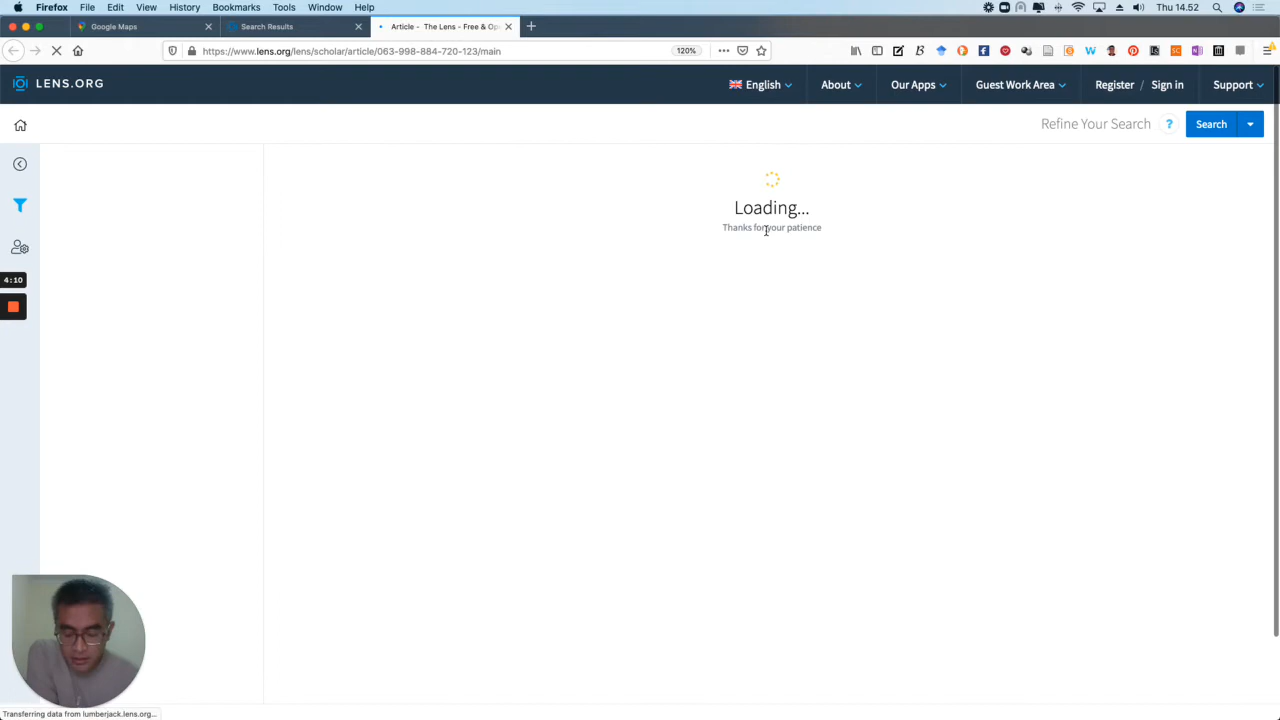 Firefox File Edit View History Bookmarks Tools Window Help Thu 14.52
Google Maps
Search Results
Article - The Lens - Free & Op
https://www.lens.org/lens/scholar/article/063-998-884-720-123/main 120%
LENS.ORG
English About Our Apps Guest Work Area Register / Sign in Support
Refine Your Search ? Search
Loading...
Thanks for your patience
4:10
Transferring data from lumberjack.lens.org...